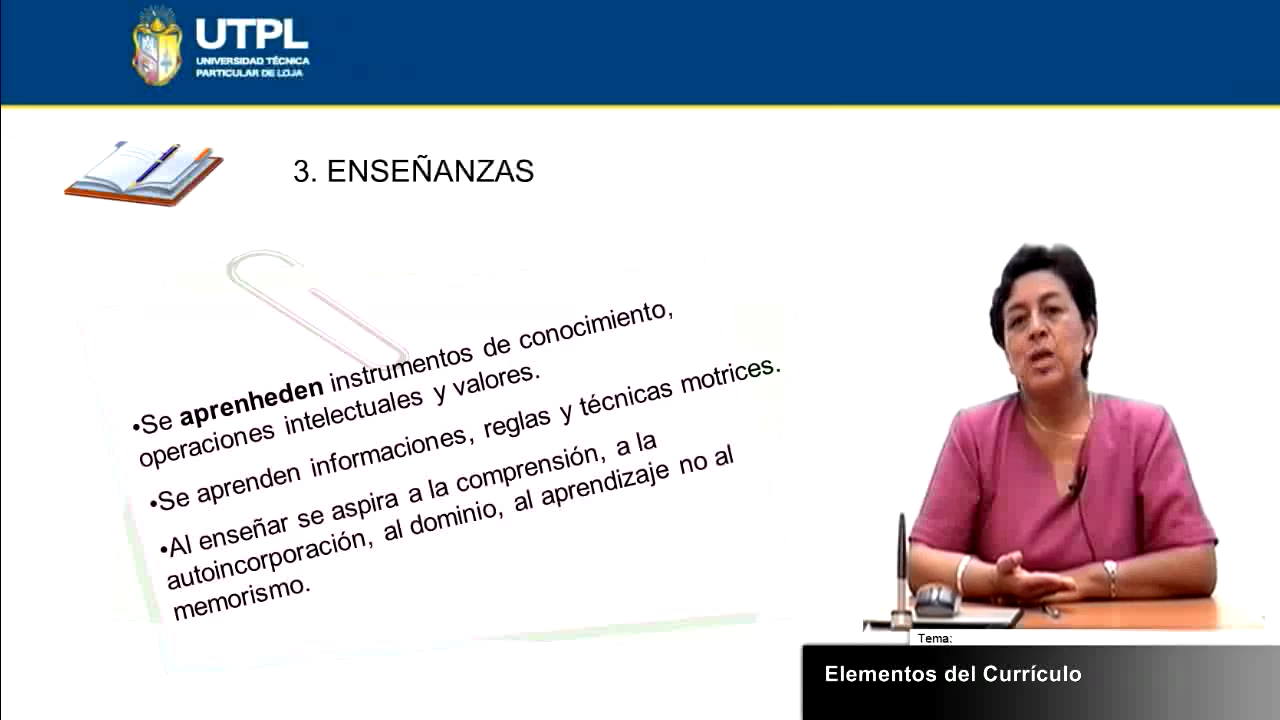 UTPL
UNIVERSIDAD TÉCNICA
PARTICULAR DE LOJA
3. ENSEÑANZAS
•Se aprenheden instrumentos de conocimiento,
operaciones intelectuales y valores.
•Se aprenden informaciones, reglas y técnicas motrices.
•Al enseñar se aspira a la comprensión, a la
autoincorporación, al dominio, al aprendizaje no al
memorismo.
Tema:
Elementos del Currículo